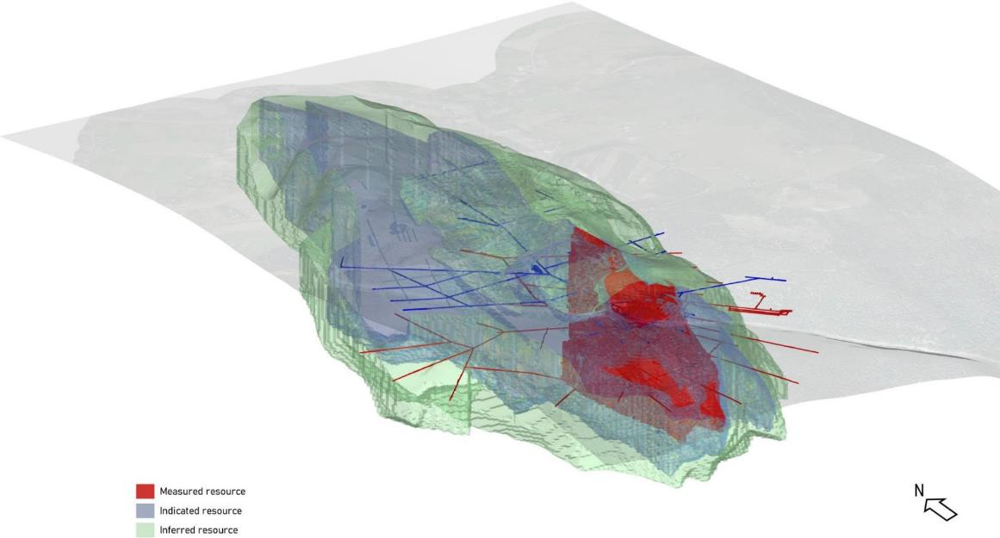 Measured resource
Indicated resource
Inferred resource
N